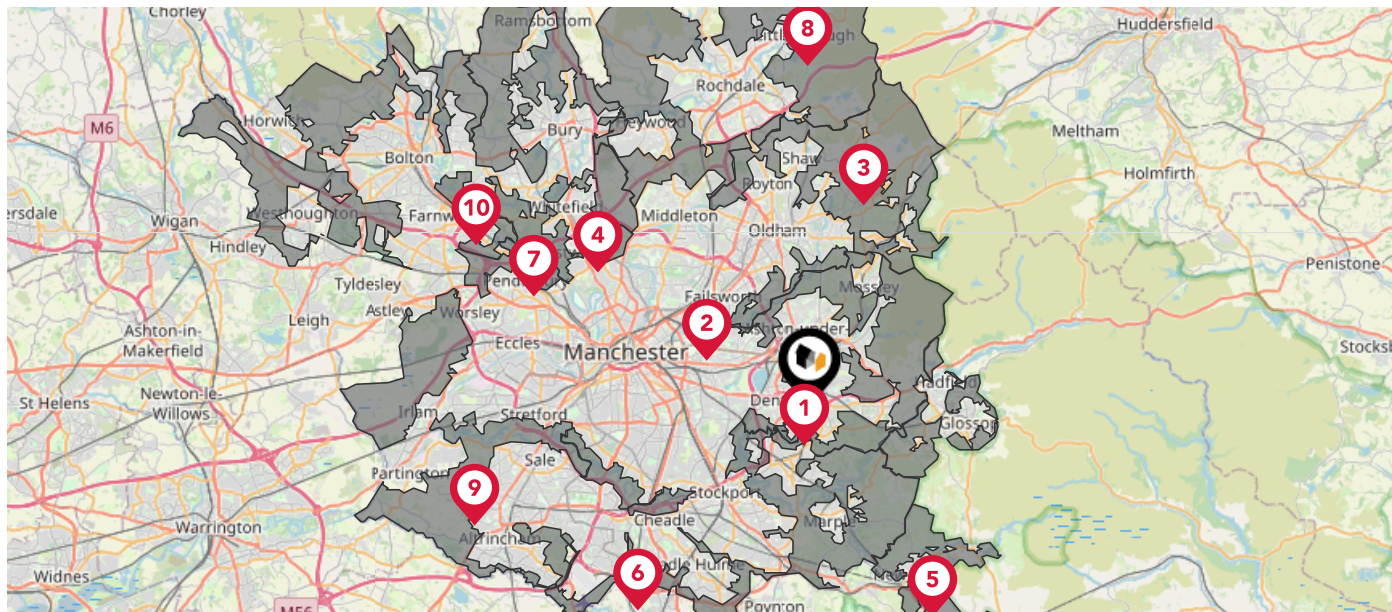 Chorley
Ramsbottom
Huddersfield
8
Rochdale
M6
Horwich
Bury
Heywood
Meltham
Bolton
Shaw
3
Holmfirth
Royton
10
Whitefield
Middleton
Westhoughton
Wigan
4
Oldham
Hindley
7
Penistone
Tyldesley
Mossley
Failsworth
Astley
Worsley
2
Leigh
Ashton-in-
Makerfield
Eccles
Manchester
Hadfield
Newton-le-
Willows
St Helens
1
Irlam
Stretford
Glossop
Sale
Partington
9
Stockport
Marple
Cheadle
Warrington
Altrincham
6
5
Widnes
M56
Poynton